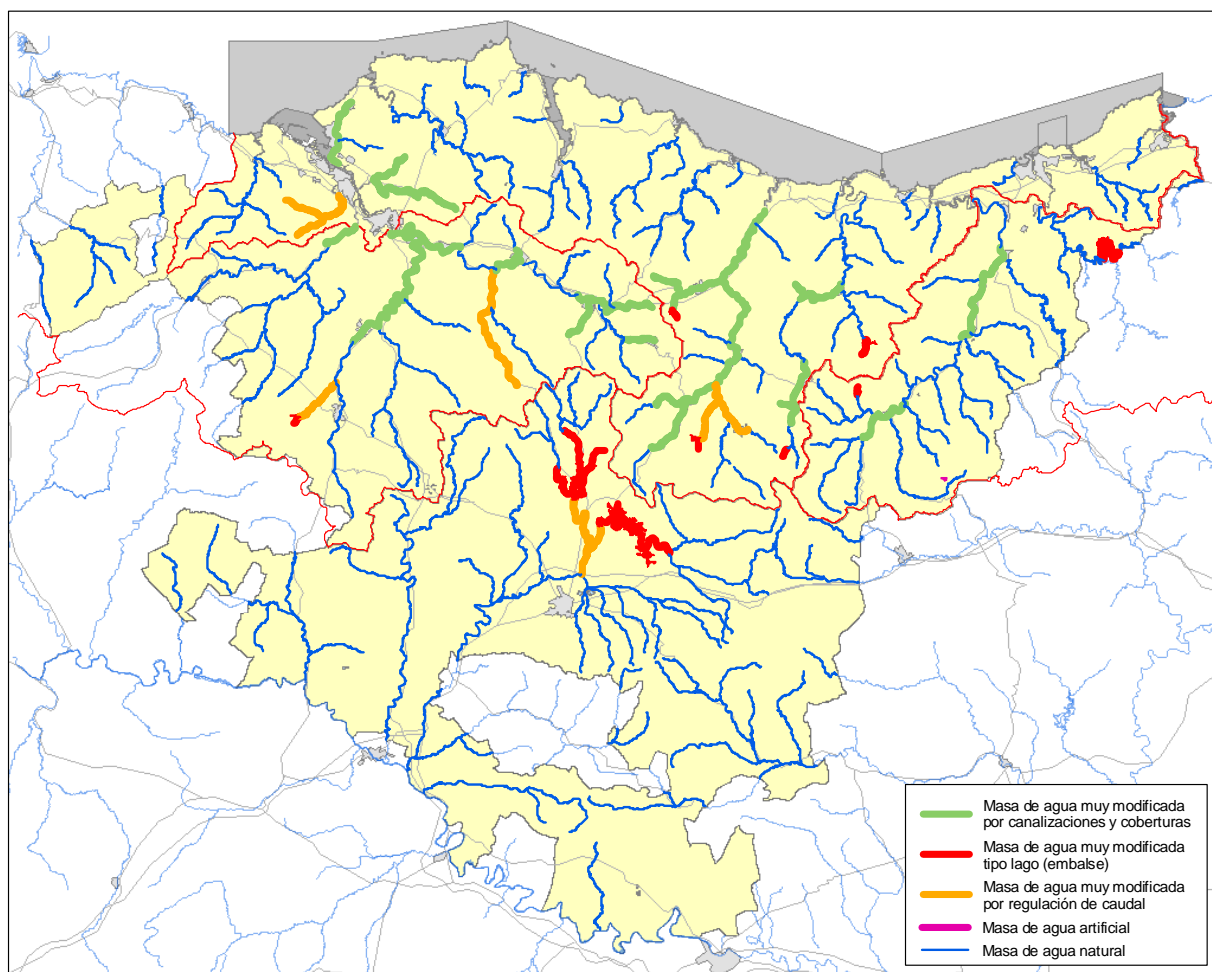 Masa de agua muy modificada
por canalizaciones y coberturas
Masa de agua muy modificada
tipo lago (embalse)
Masa de agua muy modificada
por regulación de caudal
Masa de agua artificial
Masa de agua natural